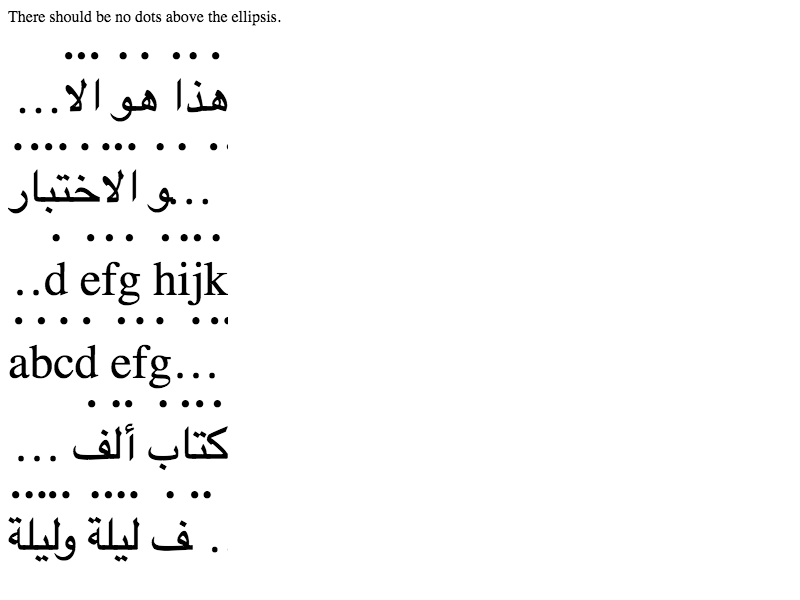 There should be no dots above the ellipsis.
هذا هو الا…
…و الاختبار
..d efg hijk
abcd efg…
كتاب ألف …
.ف ليلة وليلة